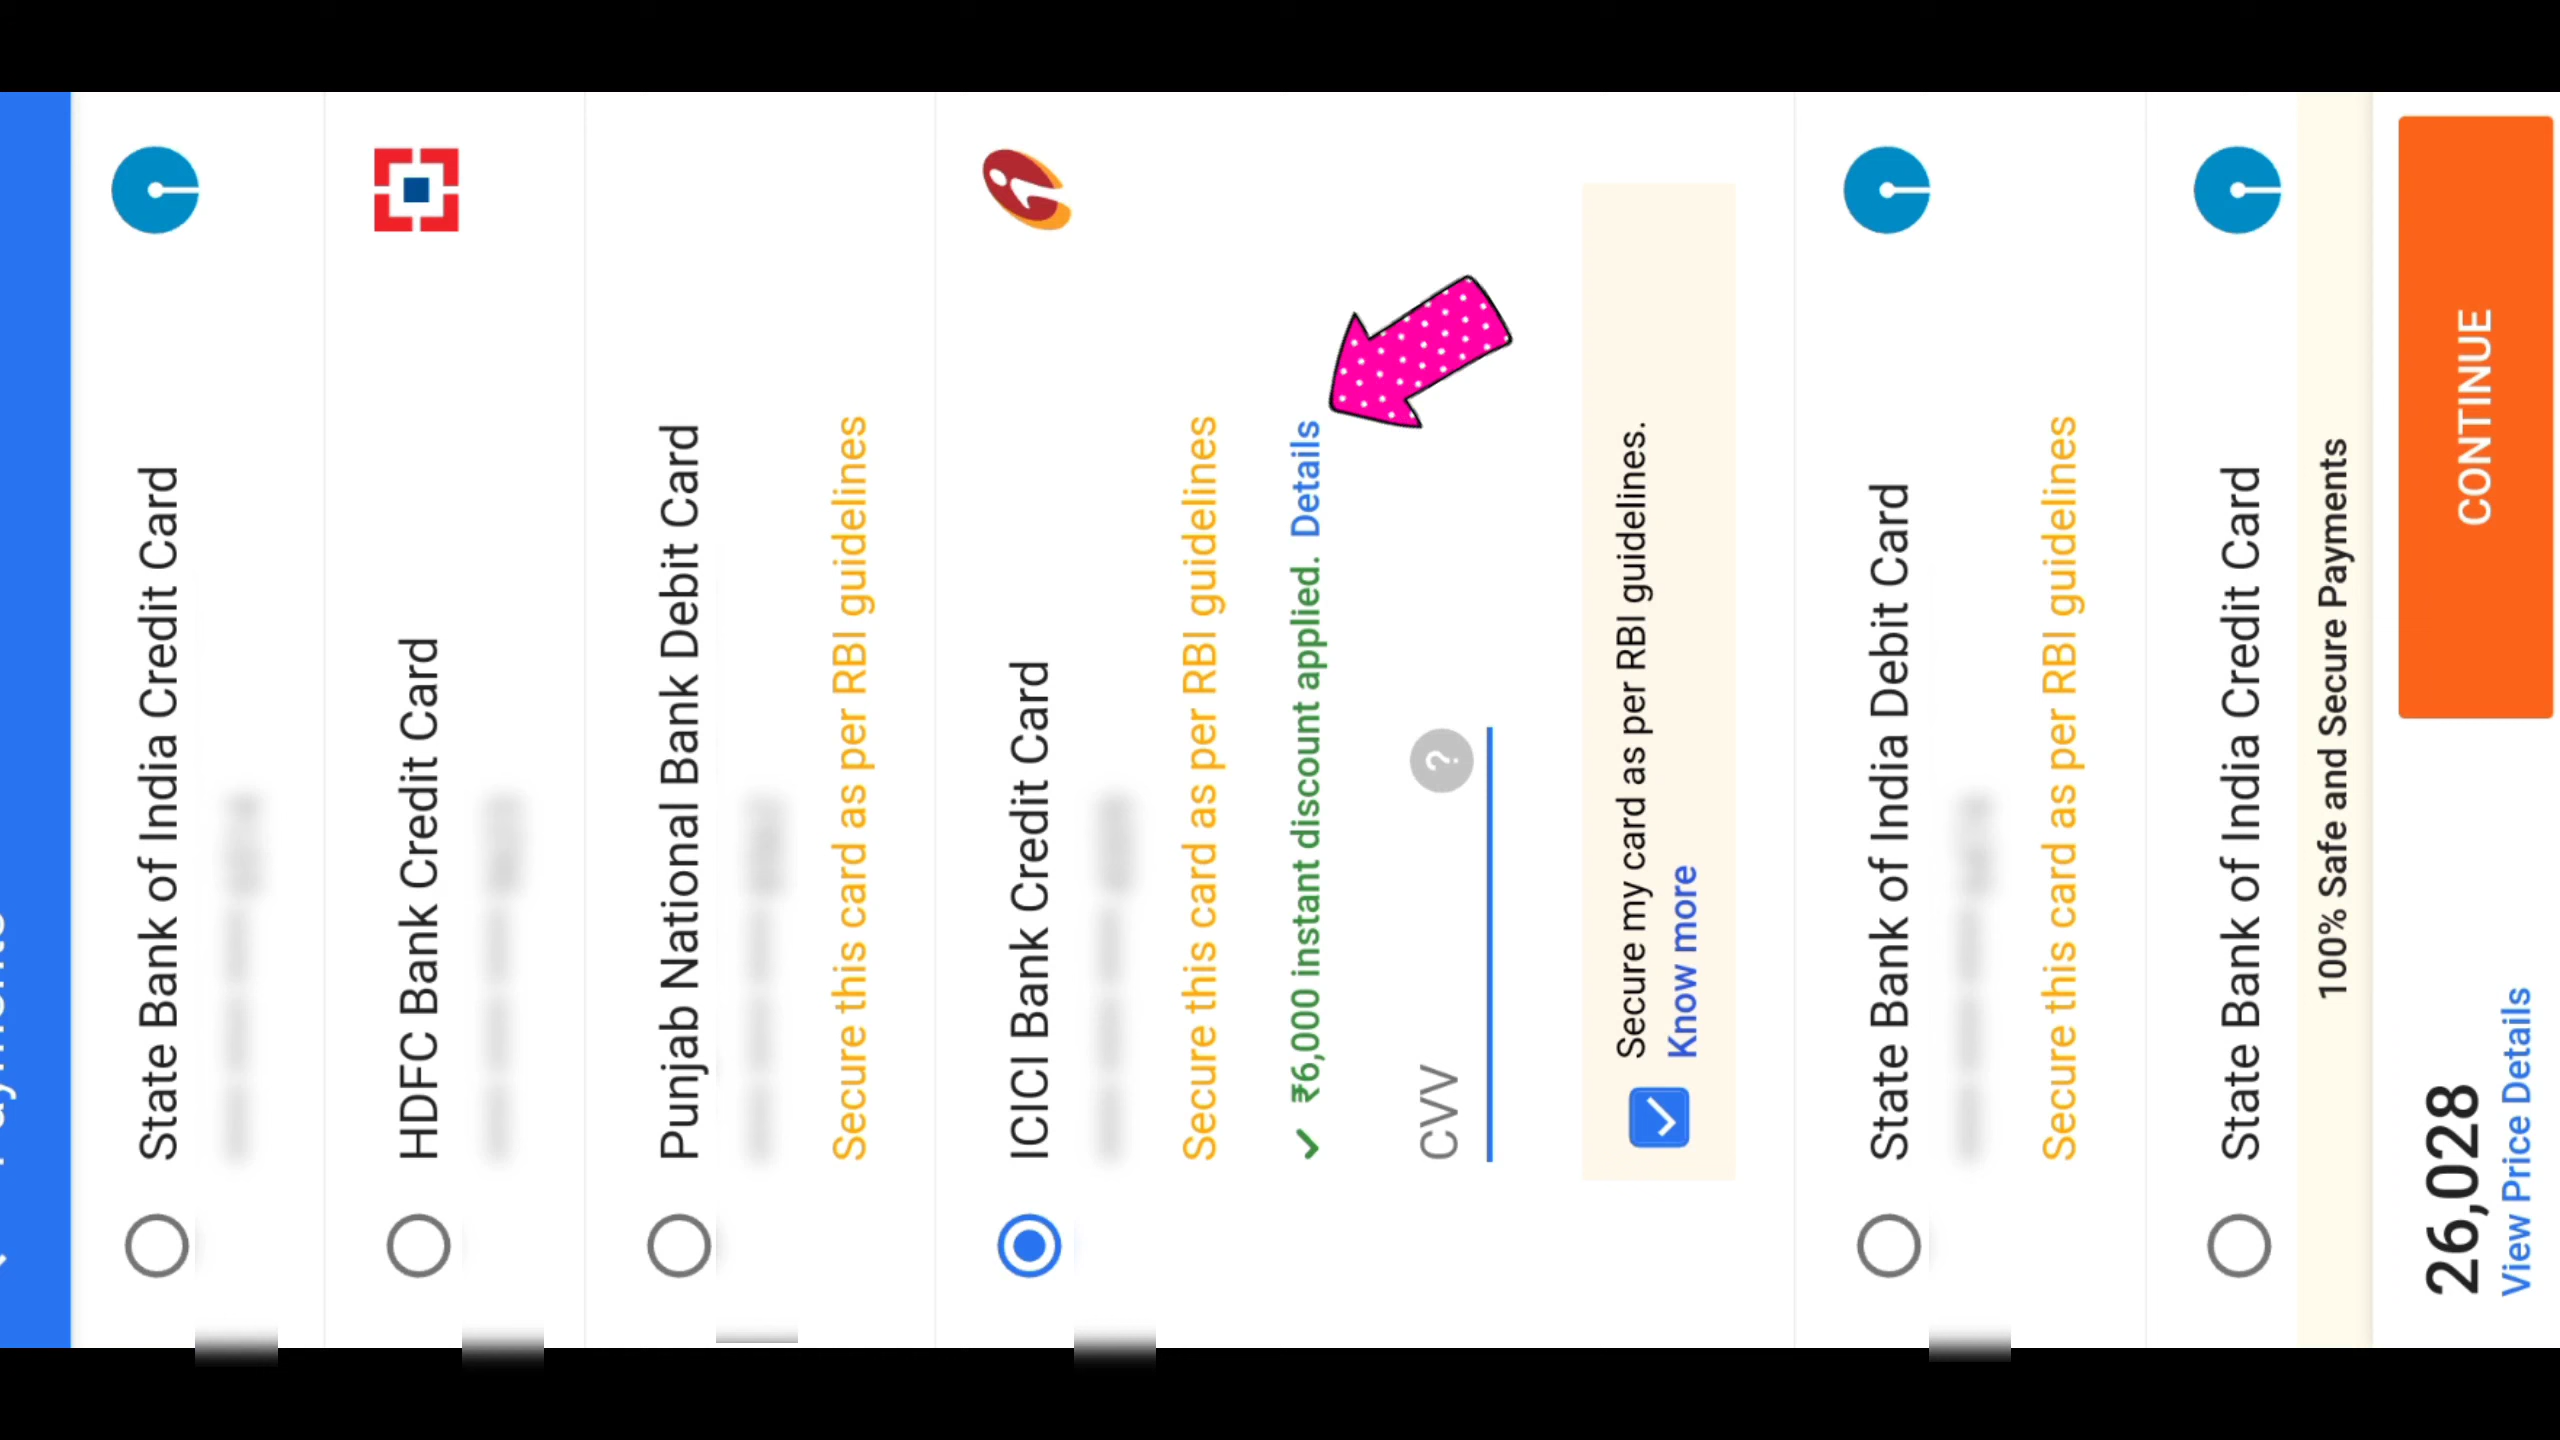 State Bank of India Credit Card
HDFC Bank Credit Card
Punjab National Bank Debit Card
Secure this card as per RBI guidelines
ICICI Bank Credit Card
Secure this card as per RBI guidelines
₹6,000 instant discount applied. Details
CVV ?
Secure my card as per RBI guidelines.
Know more
State Bank of India Debit Card
Secure this card as per RBI guidelines
State Bank of India Credit Card
100% Safe and Secure Payments
26,028
View Price Details
CONTINUE